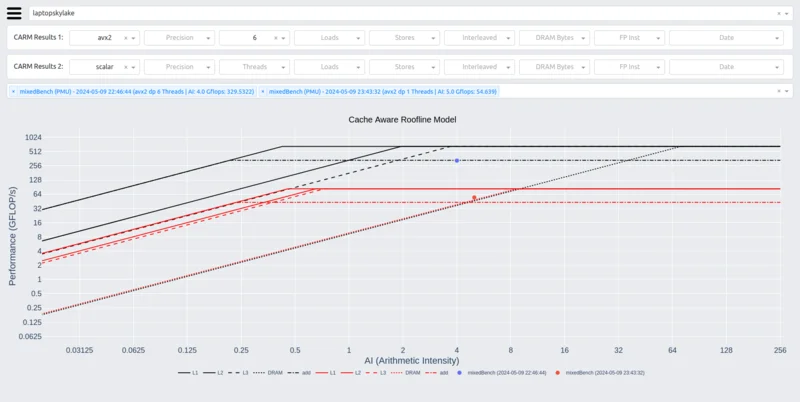 laptopskylake × ▾
CARM Results 1: avx2 × ▾ Precision ▾ 6 × ▾ Loads ▾ Stores ▾ Interleaved ▾ DRAM Bytes ▾ FP Inst ▾ Date ▾
CARM Results 2: scalar × ▾ Precision ▾ Threads ▾ Loads ▾ Stores ▾ Interleaved ▾ DRAM Bytes ▾ FP Inst ▾ Date ▾
× mixedBench (PMU) - 2024-05-09 22:46:44 (avx2 dp 6 Threads | AI: 4.0 Gflops: 329.5322) × mixedBench (PMU) - 2024-05-09 23:43:32 (avx2 dp 1 Threads | AI: 5.0 Gflops: 54.639) × ▾
Cache Aware Roofline Model
1024
512
256
128
64
32
16
8
4
2
1
0.5
0.25
0.125
0.0625
Performance (GFLOP/s)
0.03125 0.0625 0.125 0.25 0.5 1 2 4 8 16 32 64 128 256
AI (Arithmetic Intensity)
L1 L2 L3 DRAM add L1 L2 L3 DRAM add mixedBench (2024-05-09 22:46:44) mixedBench (2024-05-09 23:43:32)